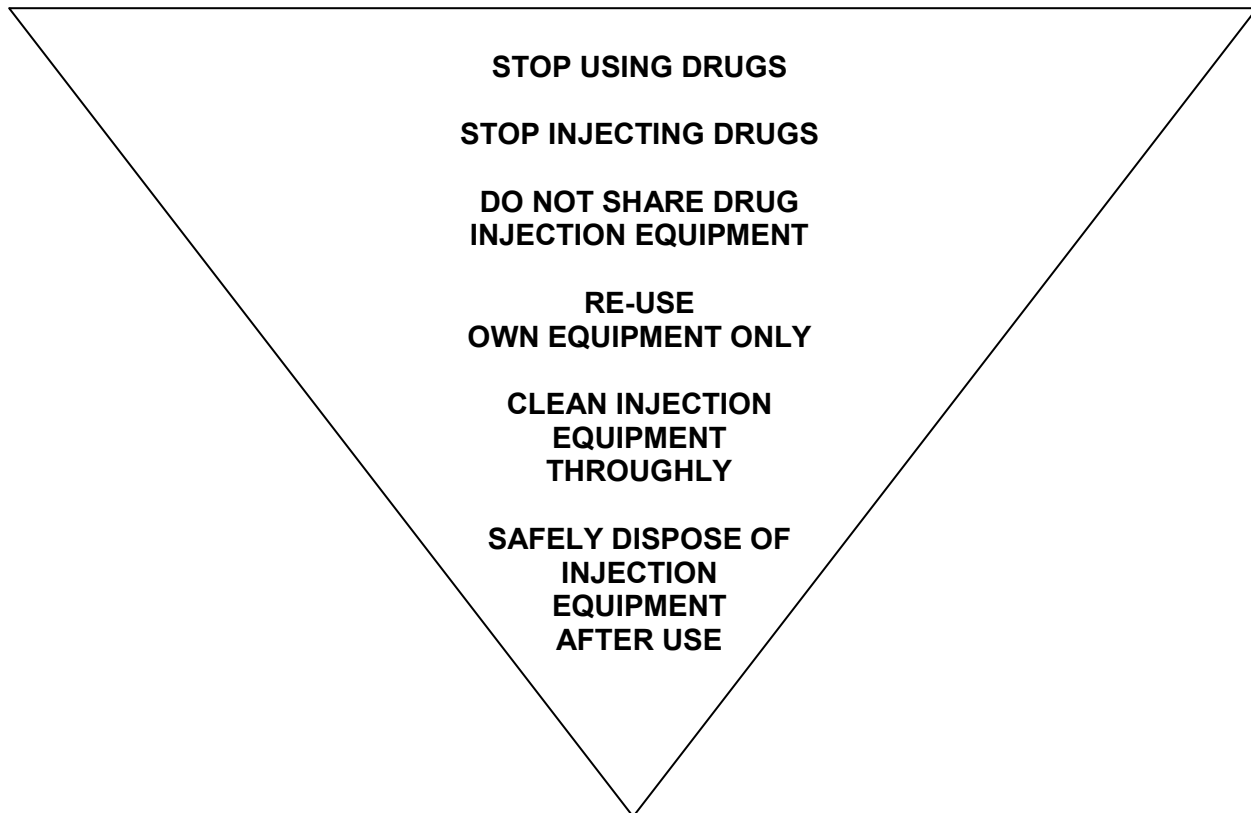 STOP USING DRUGS
STOP INJECTING DRUGS
DO NOT SHARE DRUG
INJECTION EQUIPMENT
RE-USE
OWN EQUIPMENT ONLY
CLEAN INJECTION
EQUIPMENT
THROUGHLY
SAFELY DISPOSE OF
INJECTION
EQUIPMENT
AFTER USE